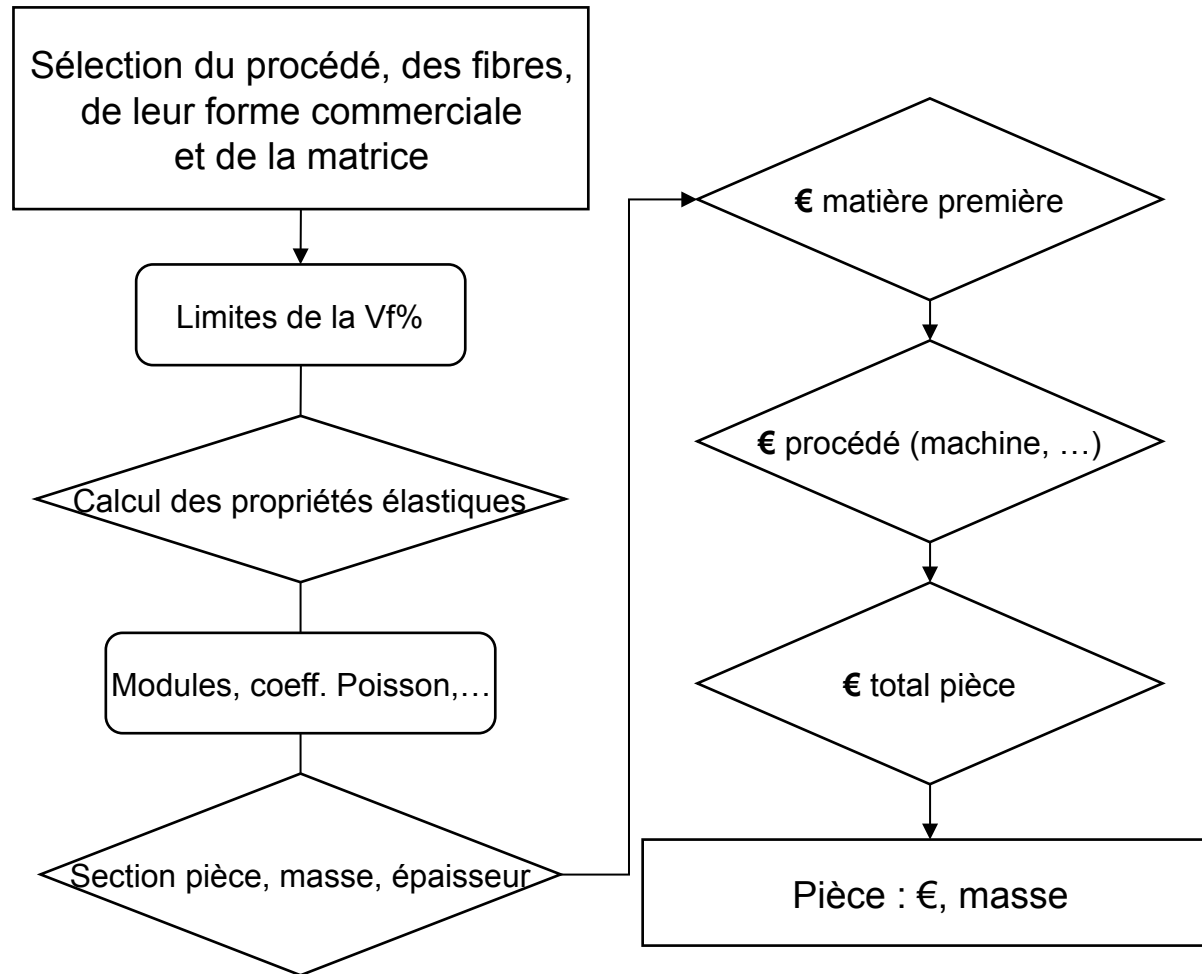 Sélection du procédé, des fibres,
de leur forme commerciale
et de la matrice
Limites de la Vf%
Calcul des propriétés élastiques
Modules, coeff. Poisson,…
Section pièce, masse, épaisseur
€ matière première
€ procédé (machine, …)
€ total pièce
Pièce : €, masse